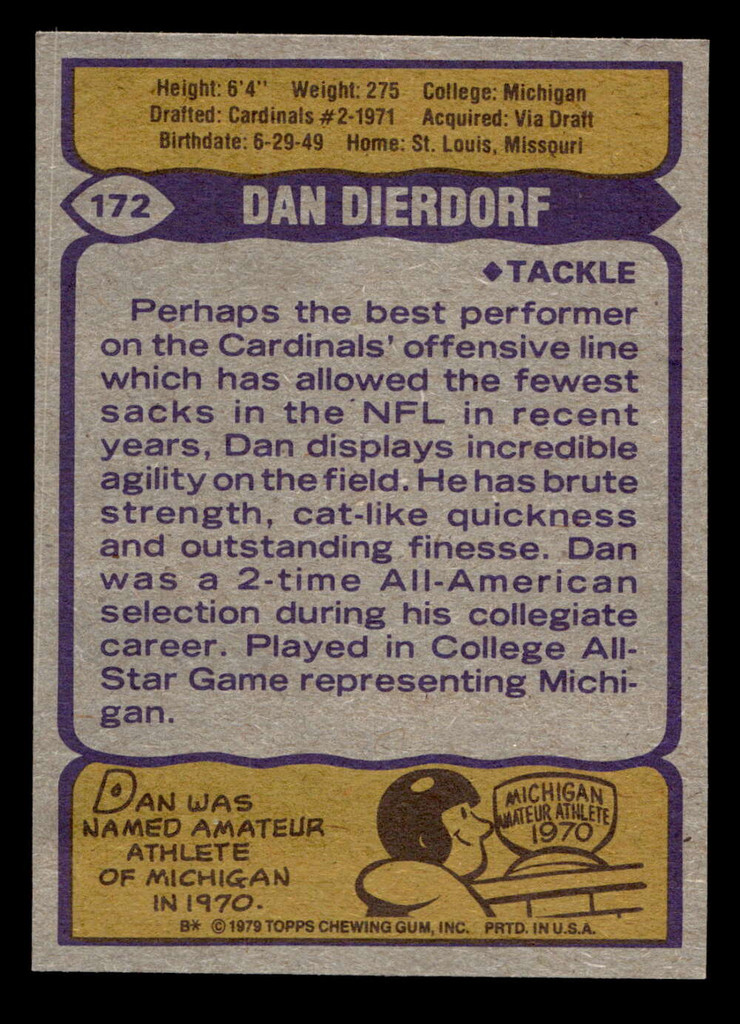 Height: 6'4" Weight: 275 College: Michigan
Drafted: Cardinals #2-1971 Acquired: Via Draft
Birthdate: 6-29-49 Home: St. Louis, Missouri
172 DAN DIERDORF
◆TACKLE
Perhaps the best performer
on the Cardinals' offensive line
which has allowed the fewest
sacks in the NFL in recent
years, Dan displays incredible
agility on the field. He has brute
strength, cat-like quickness
and outstanding finesse. Dan
was a 2-time All-American
selection during his collegiate
career. Played in College All-
Star Game representing Michi-
gan.
DAN WAS
NAMED AMATEUR
ATHLETE
OF MICHIGAN
IN 1970.
MICHIGAN
AMATEUR ATHLETE
1970
B* © 1979 TOPPS CHEWING GUM, INC. PRTD. IN U.S.A.